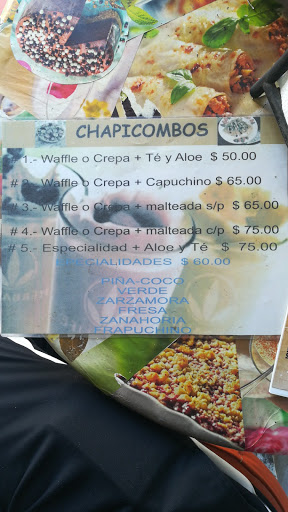 CHAPICOMBOS
# 1.- Waffle o Crepa + Té y Aloe $ 50.00
# 2.- Waffle o Crepa + Capuchino $ 65.00
# 3.- Waffle o Crepa + malteada s/p $ 65.00
# 4.- Waffle o Crepa + malteada c/p $ 75.00
# 5.- Especialidad + Aloe y Té $ 75.00
ESPECIALIDADES $ 60.00
PIÑA-COCO
VERDE
ZARZAMORA
FRESA -
ZANAHORIA
FRAPUCHINO